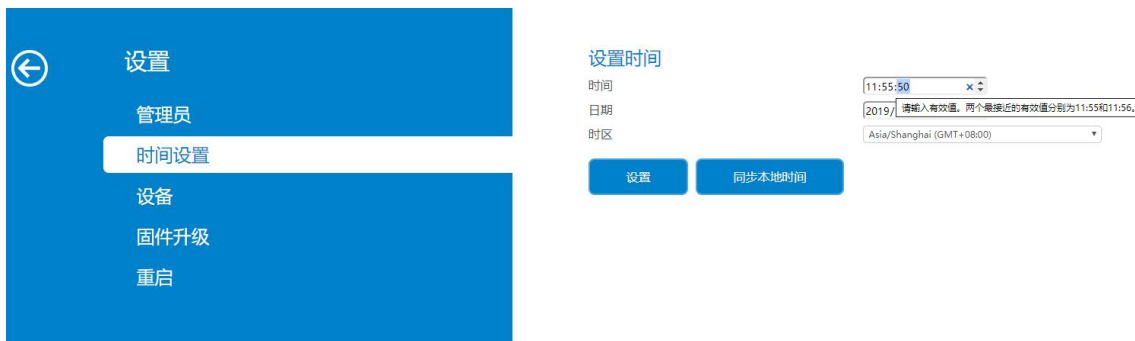 设置
管理员
时间设置
设备
固件升级
重启
设置时间
时间
11:55:50
日期
2019/
请输入有效值。两个最接近的有效值分别为11:55和11:56。
时区
Asia/Shanghai (GMT+08:00)
设置
同步本地时间